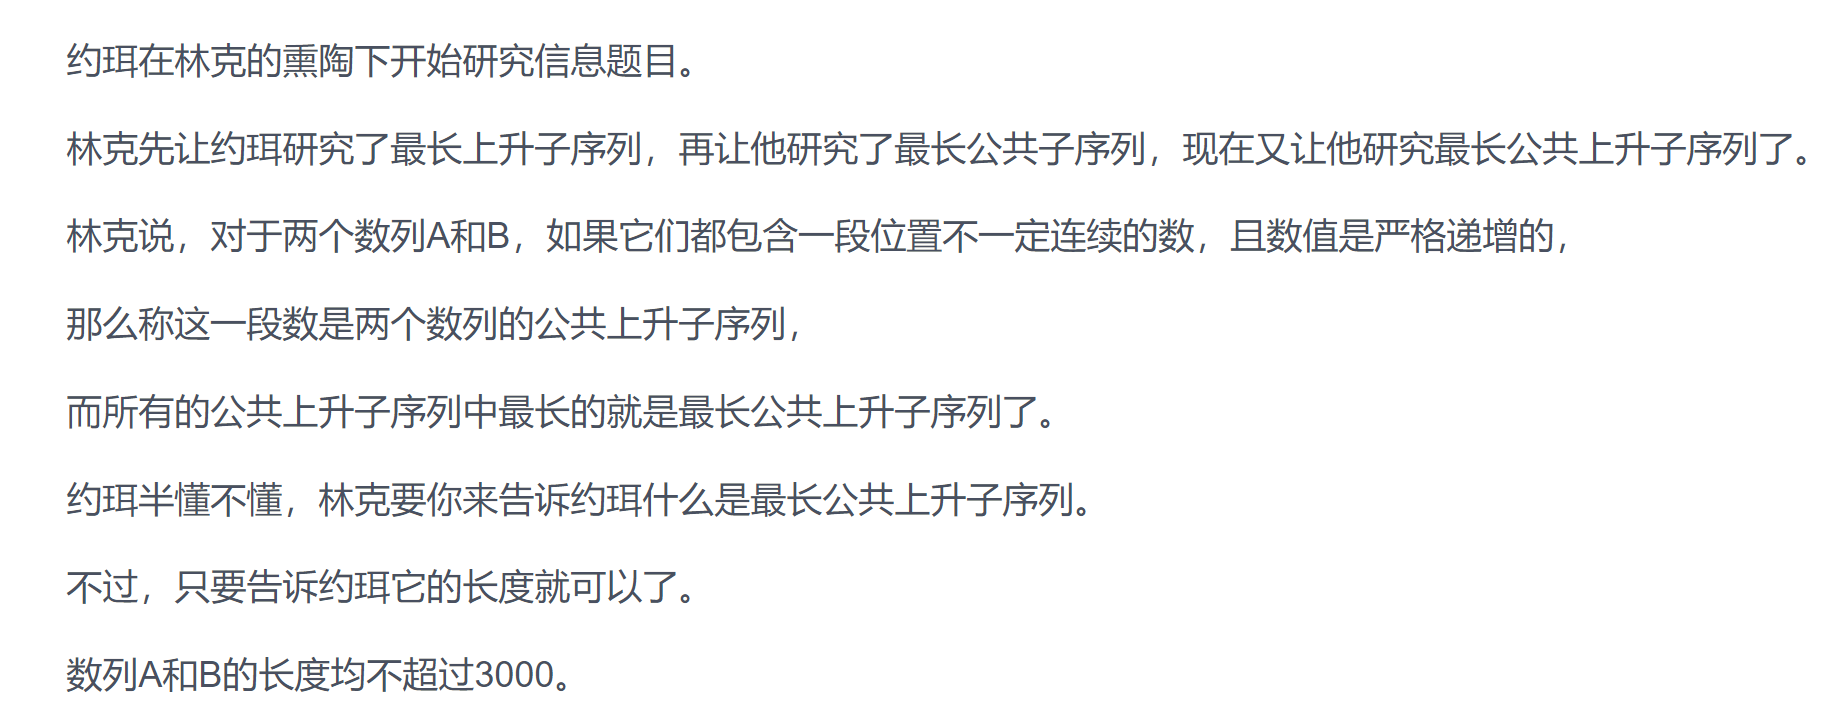 约珥在林克的熏陶下开始研究信息题目。
林克先让约珥研究了最长上升子序列，再让他研究了最长公共子序列，现在又让他研究最长公共上升子序列了。
林克说，对于两个数列A和B，如果它们都包含一段位置不一定连续的数，且数值是严格递增的，
那么称这一段数是两个数列的公共上升子序列，
而所有的公共上升子序列中最长的就是最长公共上升子序列了。
约珥半懂不懂，林克要你来告诉约珥什么是最长公共上升子序列。
不过，只要告诉约珥它的长度就可以了。
数列A和B的长度均不超过3000。